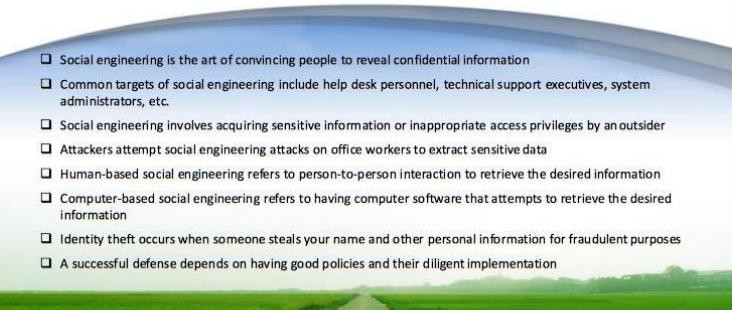 ❑ Social engineering is the art of convincing people to reveal confidential information
❑ Common targets of social engineering include help desk personnel, technical support executives, system
administrators, etc.
❑ Social engineering involves acquiring sensitive information or inappropriate access privileges by an outsider
❑ Attackers attempt social engineering attacks on office workers to extract sensitive data
❑ Human-based social engineering refers to person-to-person interaction to retrieve the desired information
❑ Computer-based social engineering refers to having computer software that attempts to retrieve the desired
information
❑ Identity theft occurs when someone steals your name and other personal information for fraudulent purposes
❑ A successful defense depends on having good policies and their diligent implementation